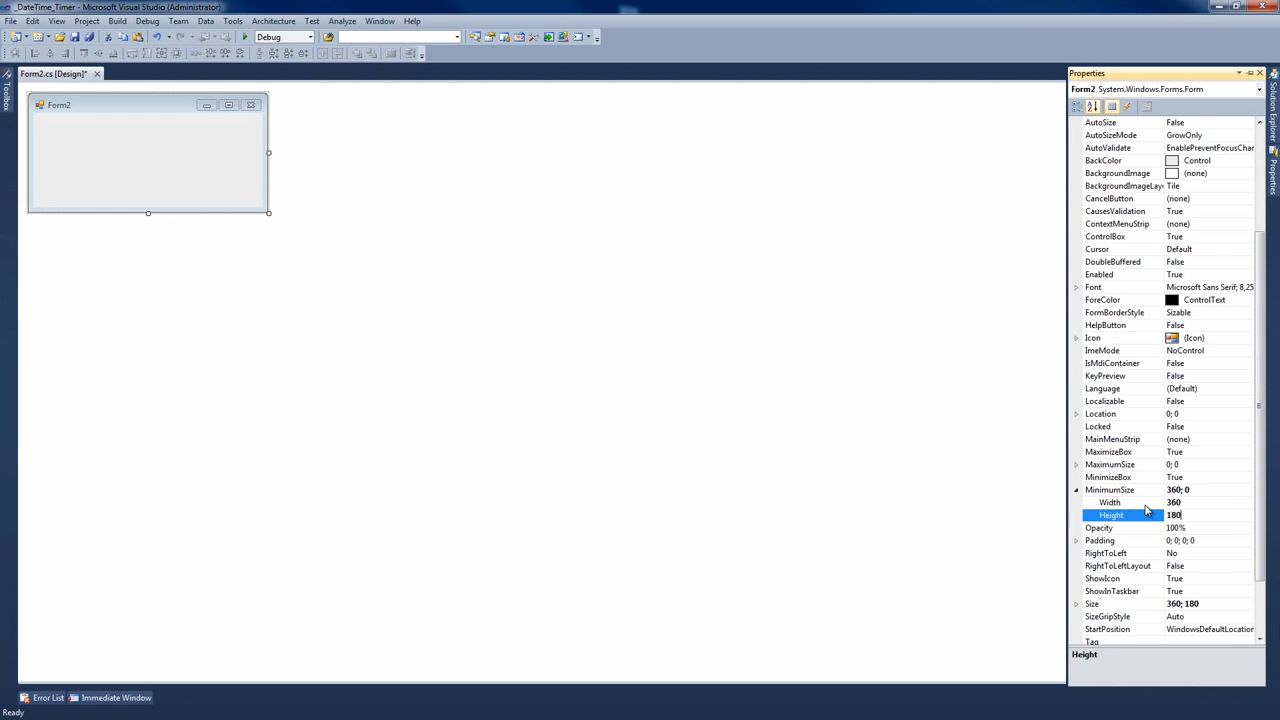 _DateTime_Timer - Microsoft Visual Studio (Administrator)
File Edit View Project Build Debug Team Data Tools Architecture Test Analyze Window Help
Debug
Form2.cs [Design]*
Toolbox
Form2
Properties
Form2 System.Windows.Forms.Form
AutoSize False
AutoSizeMode GrowOnly
AutoValidate EnablePreventFocusChar
BackColor Control
BackgroundImage (none)
BackgroundImageLay Tile
CancelButton (none)
CausesValidation True
ContextMenuStrip (none)
ControlBox True
Cursor Default
DoubleBuffered False
Enabled True
Font Microsoft Sans Serif; 8,25
ForeColor ControlText
FormBorderStyle Sizable
HelpButton False
Icon (Icon)
ImeMode NoControl
IsMdiContainer False
KeyPreview False
Language (Default)
Localizable False
Location 0; 0
Locked False
MainMenuStrip (none)
MaximizeBox True
MaximumSize 0; 0
MinimizeBox True
MinimumSize 360; 0
Width 360
Height 180
Opacity 100%
Padding 0; 0; 0; 0
RightToLeft No
RightToLeftLayout False
ShowIcon True
ShowInTaskbar True
Size 360; 180
SizeGripStyle Auto
StartPosition WindowsDefaultLocation
Tag
Height
Solution Explorer
Properties
Error List Immediate Window
Ready